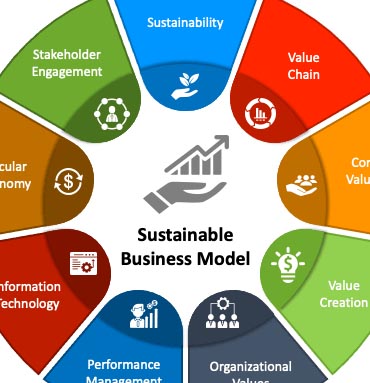 Sustainability
Stakeholder
Engagement
Value
Chain
cular
nomy
Cor
Valu
Sustainable
Business Model
nformation
echnology
Value
Creation
Performance
Management
Organizational
Values